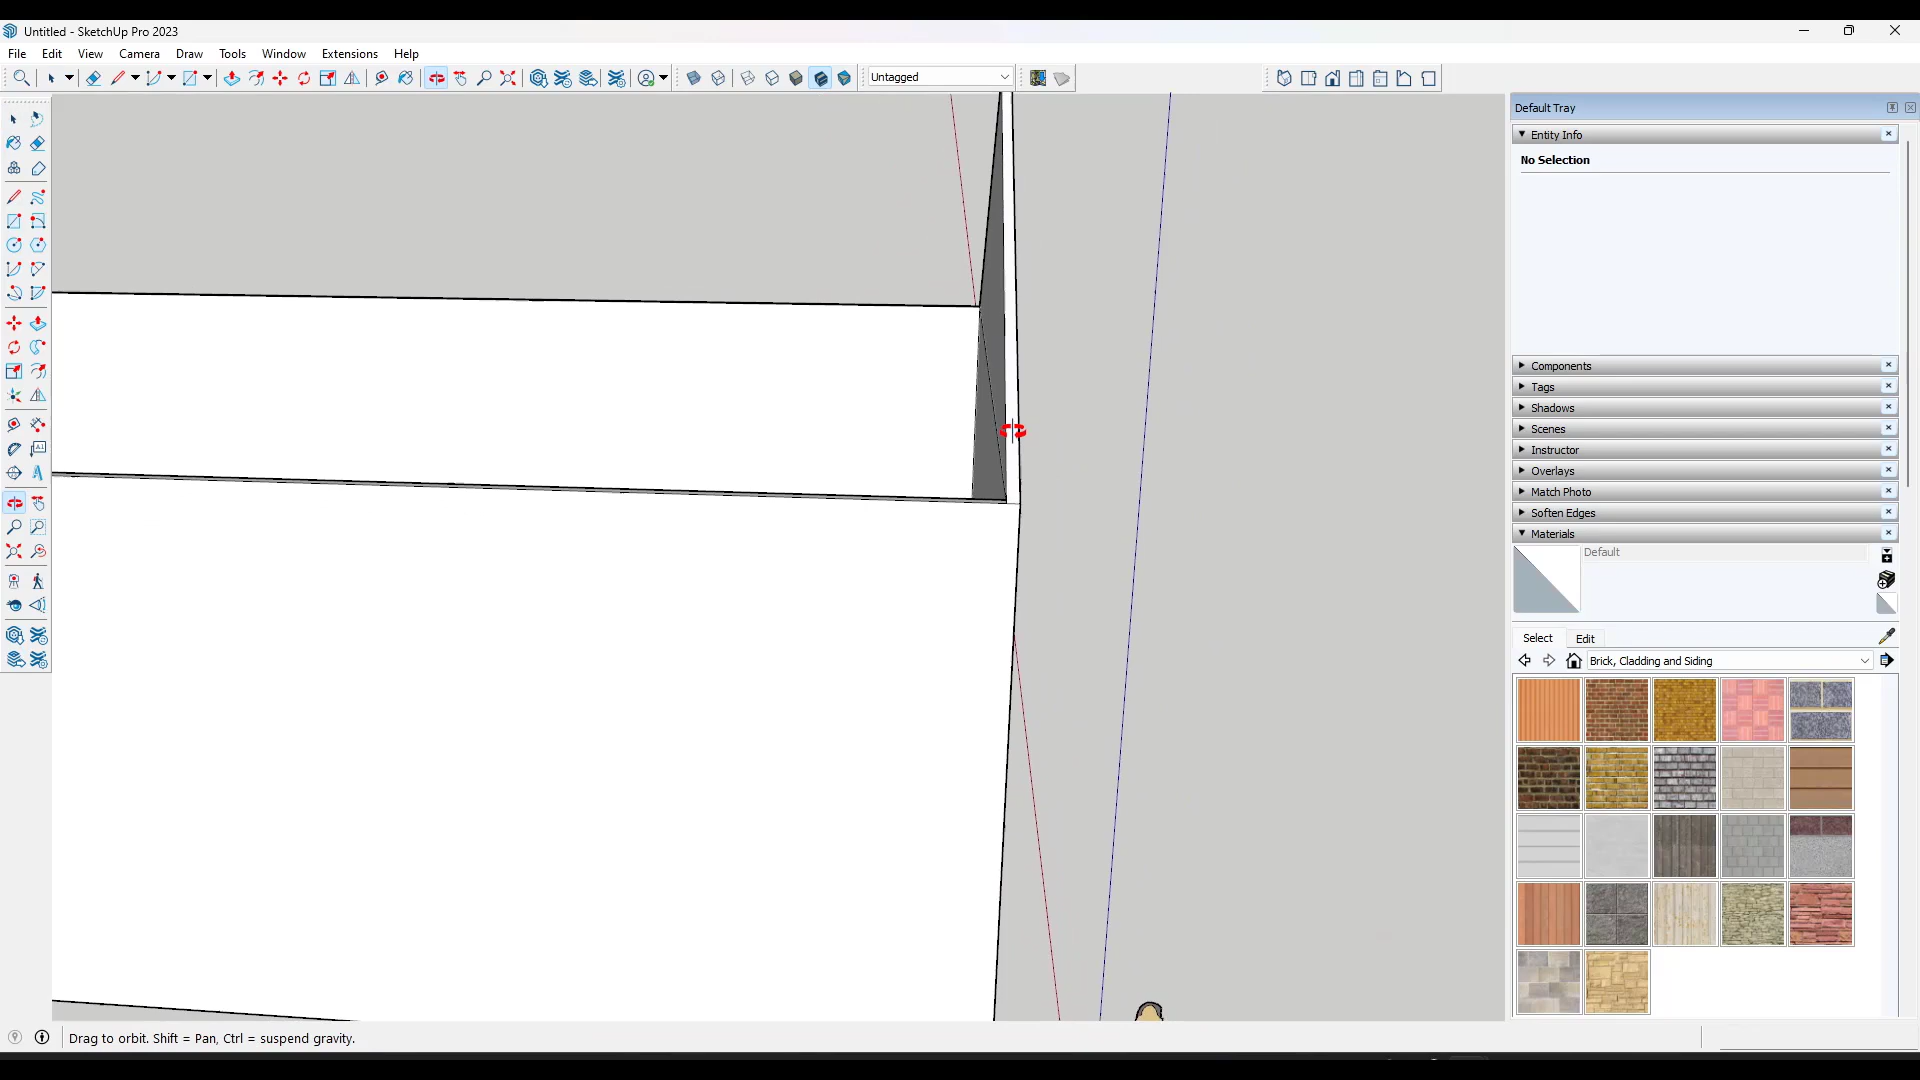 Untitled - SketchUp Pro 2023
File Edit View Camera Draw Tools Window Extensions Help
Untagged
Default Tray
Entity Info
No Selection
Components
Tags
Shadows
Scenes
Instructor
Overlays
Match Photo
Soften Edges
Materials
Default
Select Edit
Brick, Cladding and Siding
Drag to orbit. Shift = Pan, Ctrl = suspend gravity.